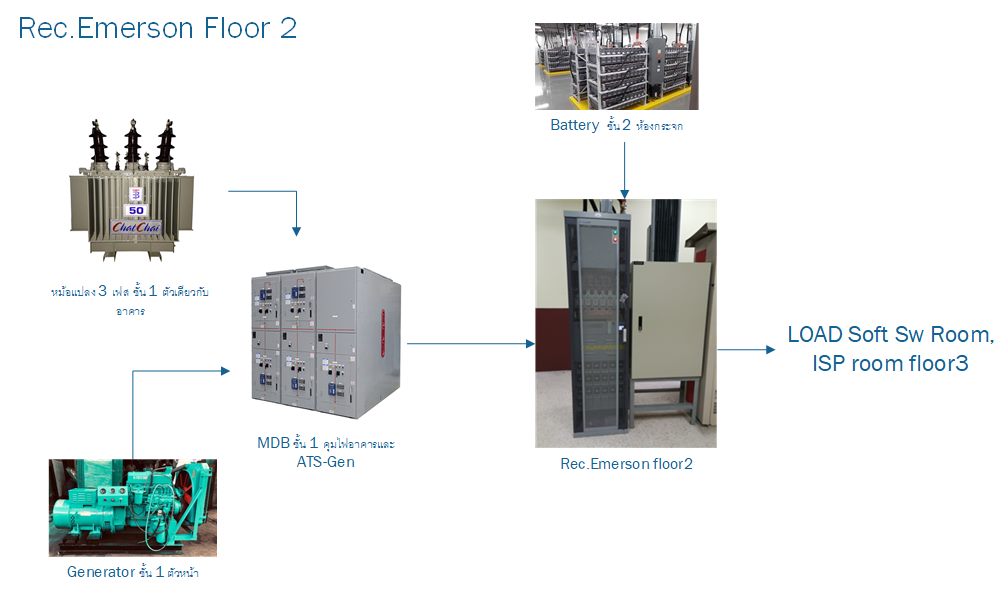 Rec.Emerson Floor 2
Battery ชั้น 2 ห้องกระจก
50
Chat Chai
หม้อแปลง 3 เฟส ชั้น 1 ตัวเดียวกับ
อาคาร
LOAD Soft Sw Room,
ISP room floor3
MDB ชั้น 1 คุมไฟอาคารและ
ATS-Gen
Rec.Emerson floor2
Generator ชั้น 1 ตัวหน้า